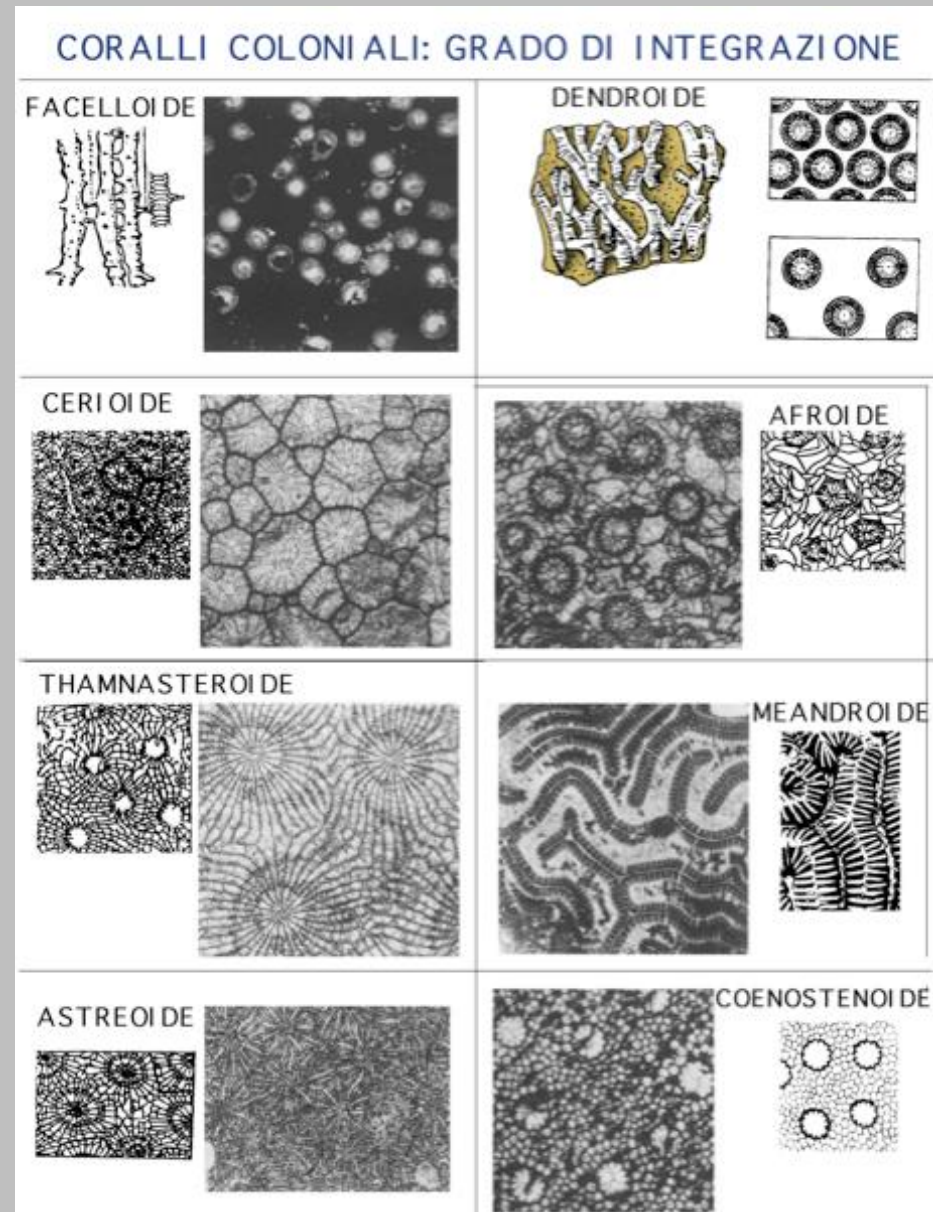 CORALLI COLONIALI: GRADO DI INTEGRAZIONE
FACELLOIDE
DENDROIDE
CERIOIDE
AFROIDE
THAMNASTEROIDE
MEANDROIDE
ASTREOIDE
COENOSTENOIDE